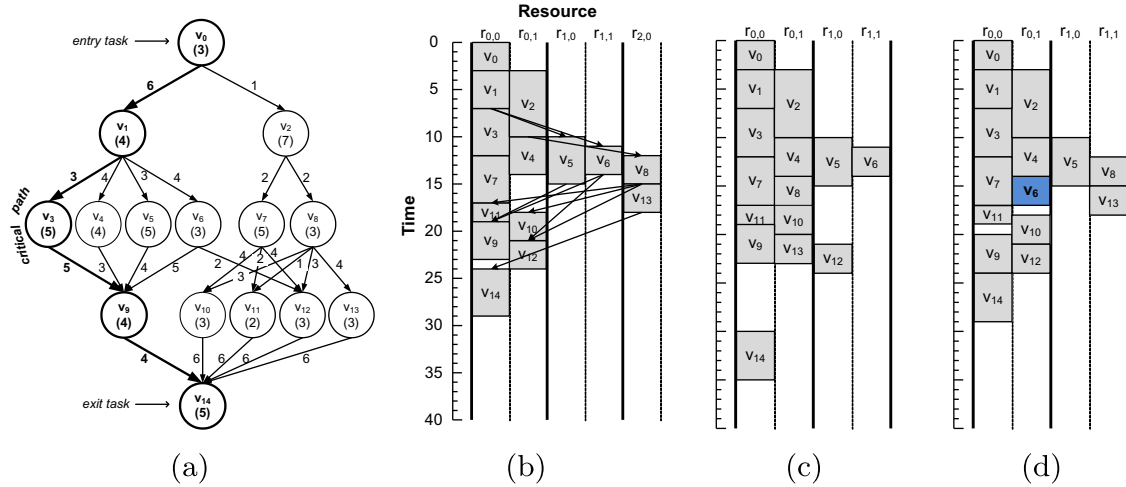 entry task
v0
(3)
6
1
v1
(4)
v2
(7)
3
4
3
4
2
2
critical path
v3
(5)
v4
(4)
v5
(5)
v6
(3)
v7
(5)
v8
(3)
5
3
4
5
2
4
3
2
4
1
3
4
v9
(4)
v10
(3)
v11
(2)
v12
(3)
v13
(3)
4
6
6
6
6
exit task
v14
(5)
(a)
Resource
r0,0 r0,1 r1,0 r1,1 r2,0
Time
0
5
10
15
20
25
30
35
40
v0
v1
v2
v3
v4
v5
v6
v8
v7
v13
v11
v10
v9
v12
v14
(b)
r0,0 r0,1 r1,0 r1,1
v0
v1
v2
v3
v4
v5
v6
v7
v8
v11
v10
v9
v13
v12
v14
(c)
r0,0 r0,1 r1,0 r1,1
v0
v1
v2
v3
v4
v5
v8
v7
v6
v13
v11
v10
v9
v12
v14
(d)